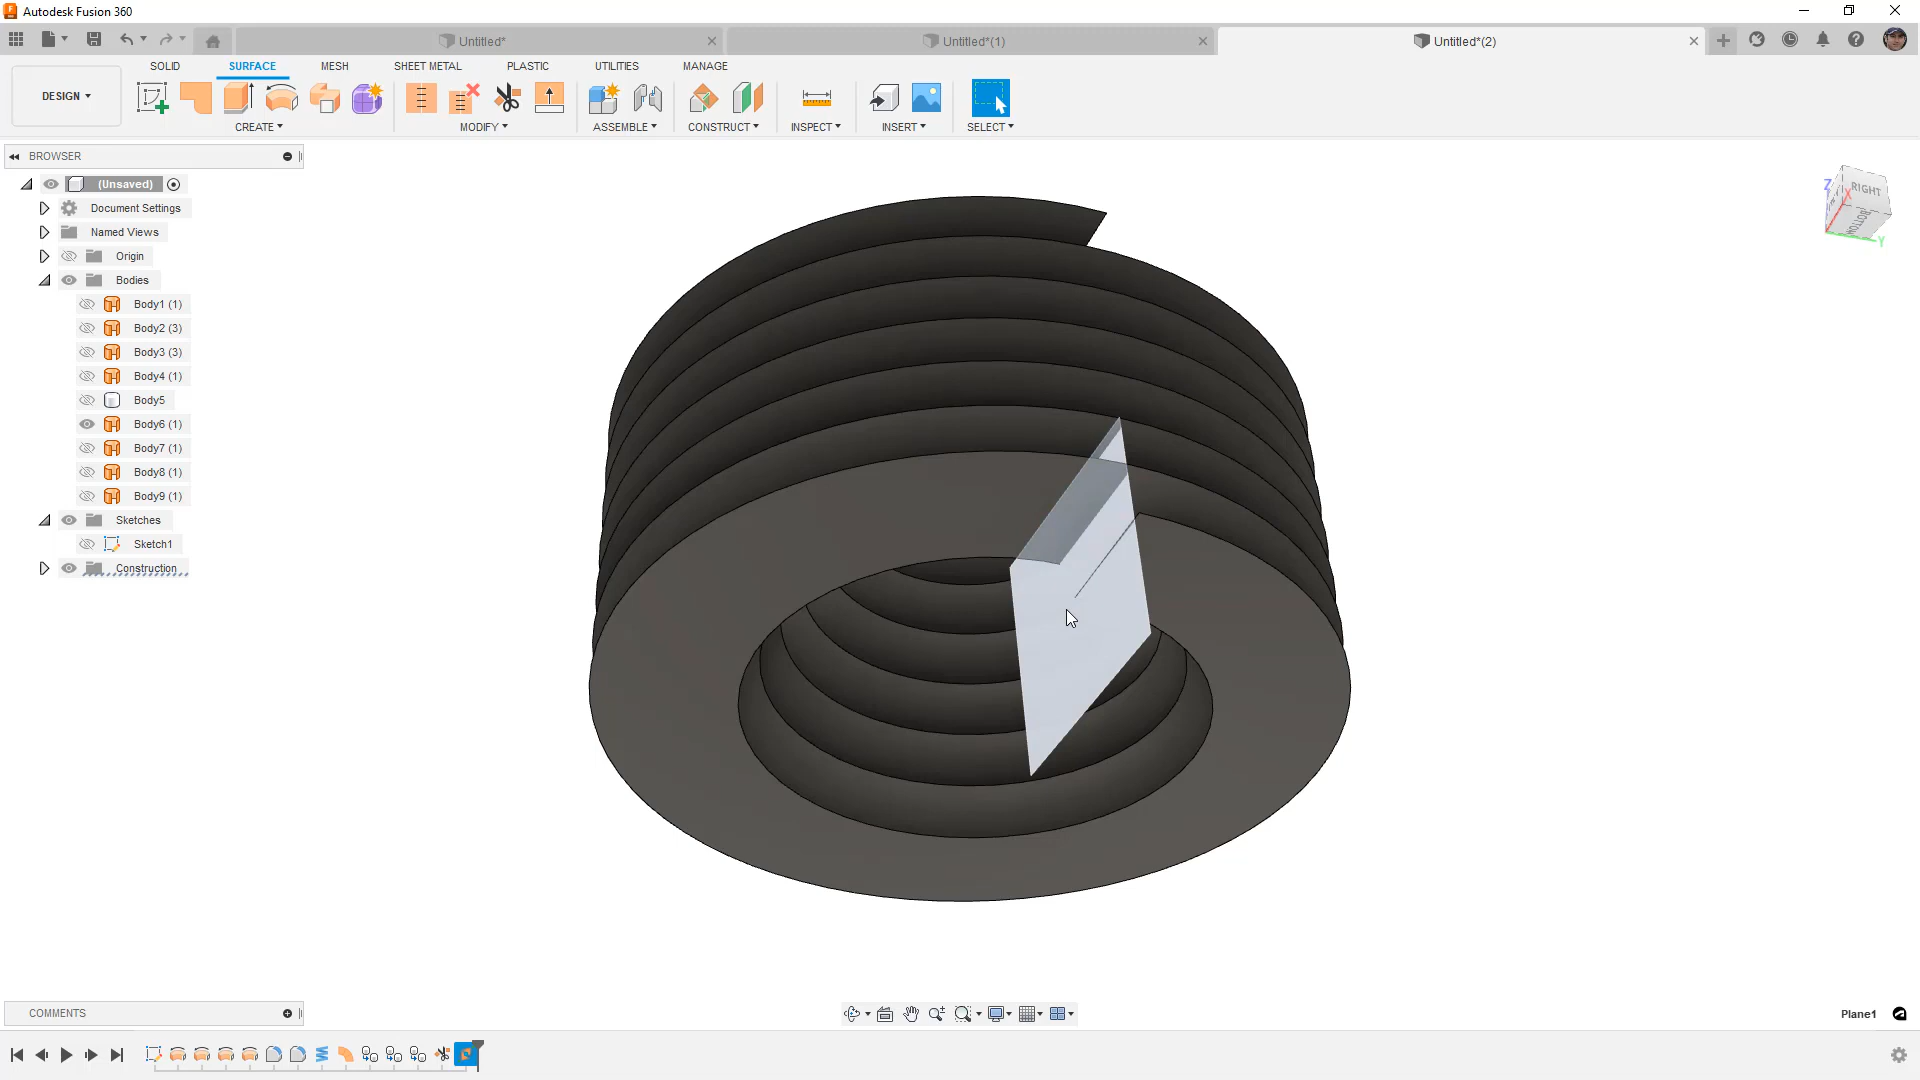 Autodesk Fusion 360
Untitled*
Untitled*(1)
Untitled*(2)
SOLID
SURFACE
MESH
SHEET METAL
PLASTIC
UTILITIES
MANAGE
DESIGN
CREATE
MODIFY
ASSEMBLE
CONSTRUCT
INSPECT
INSERT
SELECT
BROWSER
(Unsaved)
Document Settings
Named Views
Origin
Bodies
Body1 (1)
Body2 (3)
Body3 (3)
Body4 (1)
Body5
Body6 (1)
Body7 (1)
Body8 (1)
Body9 (1)
Sketches
Sketch1
Construction
Z
X
Y
RIGHT
BOTTOM
COMMENTS
Plane1